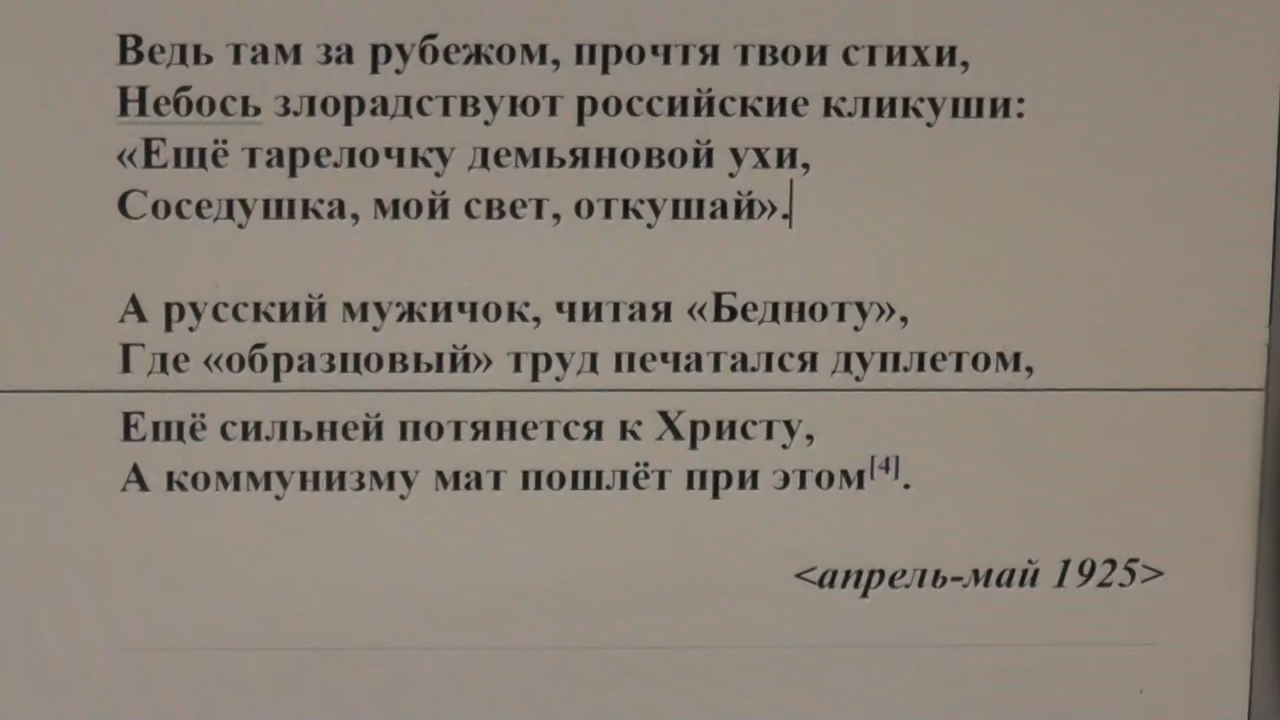 Ведь там за рубежом, прочтя твои стихи,
Небось злорадствуют российские кликуши:
«Ещё тарелочку демьяновой ухи,
Соседушка, мой свет, откушай».
А русский мужичок, читая «Бедноту»,
Где «образцовый» труд печатался дуплетом,
Ещё сильней потянется к Христу,
А коммунизму мат пошлёт при этом[4].
<апрель-май 1925>